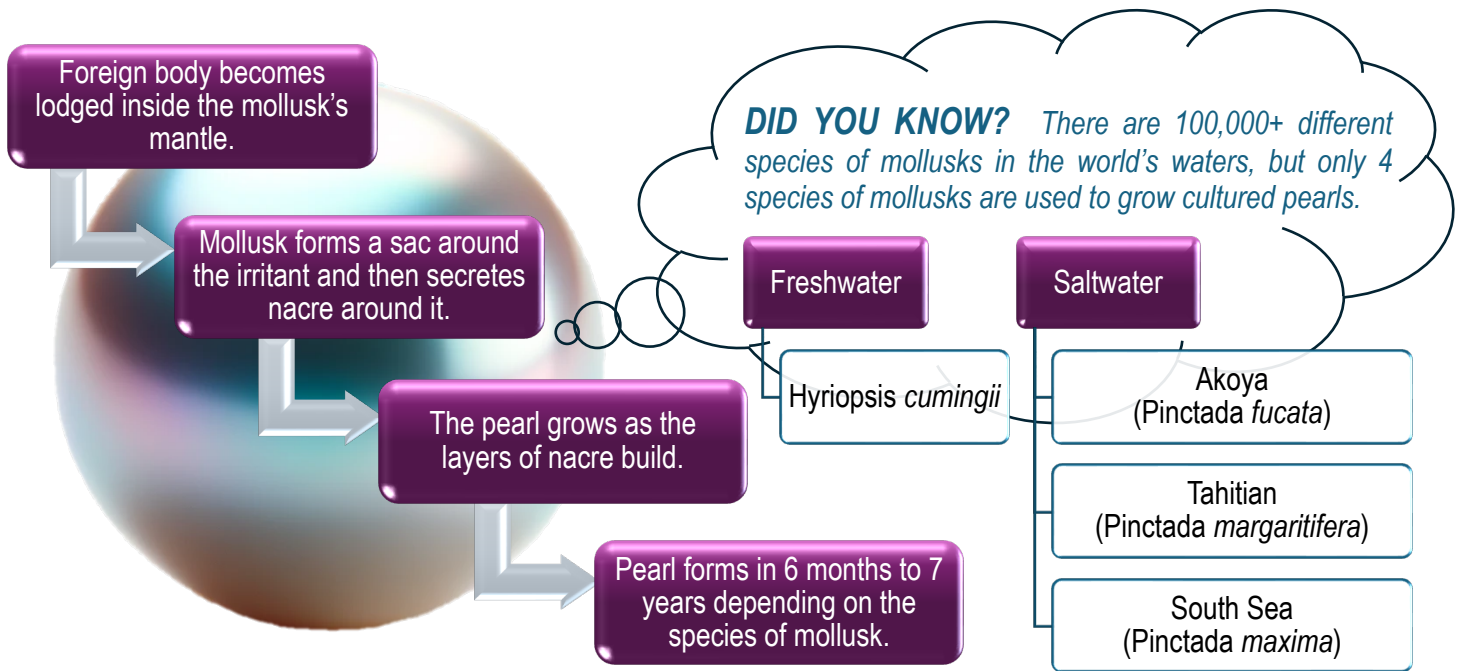 Foreign body becomes
lodged inside the mollusk’s
mantle.
Mollusk forms a sac around
the irritant and then secretes
nacre around it.
The pearl grows as the
layers of nacre build.
Pearl forms in 6 months to 7
years depending on the
species of mollusk.
DID YOU KNOW? There are 100,000+ different
species of mollusks in the world’s waters, but only 4
species of mollusks are used to grow cultured pearls.
Freshwater
Hyriopsis cumingii
Saltwater
Akoya
(Pinctada fucata)
Tahitian
(Pinctada margaritifera)
South Sea
(Pinctada maxima)